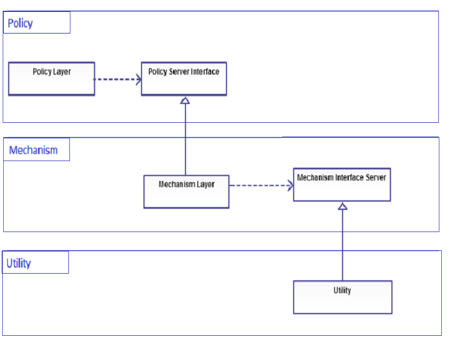 Policy
Policy Layer
Policy Server Interface
Mechanism
Mechanism Layer
Mechanism Interface Server
Utility
Utility